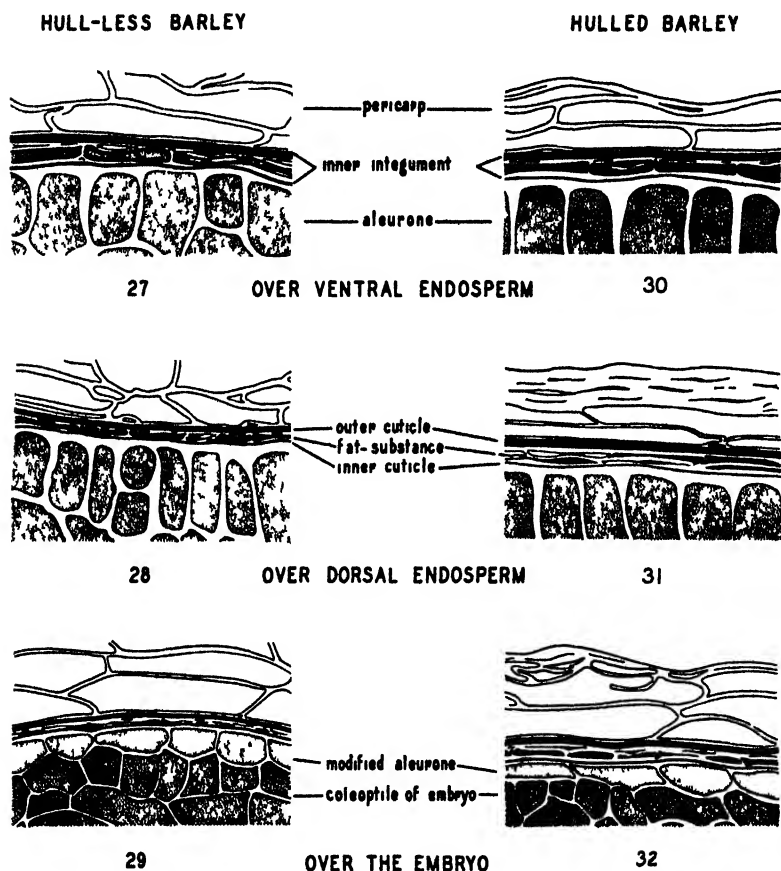 HULL-LESS BARLEY
HULLED BARLEY
pericarp
inner integument
aleurone
27 OVER VENTRAL ENDOSPERM 30
outer cuticle
fat-substance
inner cuticle
28 OVER DORSAL ENDOSPERM 31
modified aleurone
coleoptile of embryo
29 OVER THE EMBRYO 32